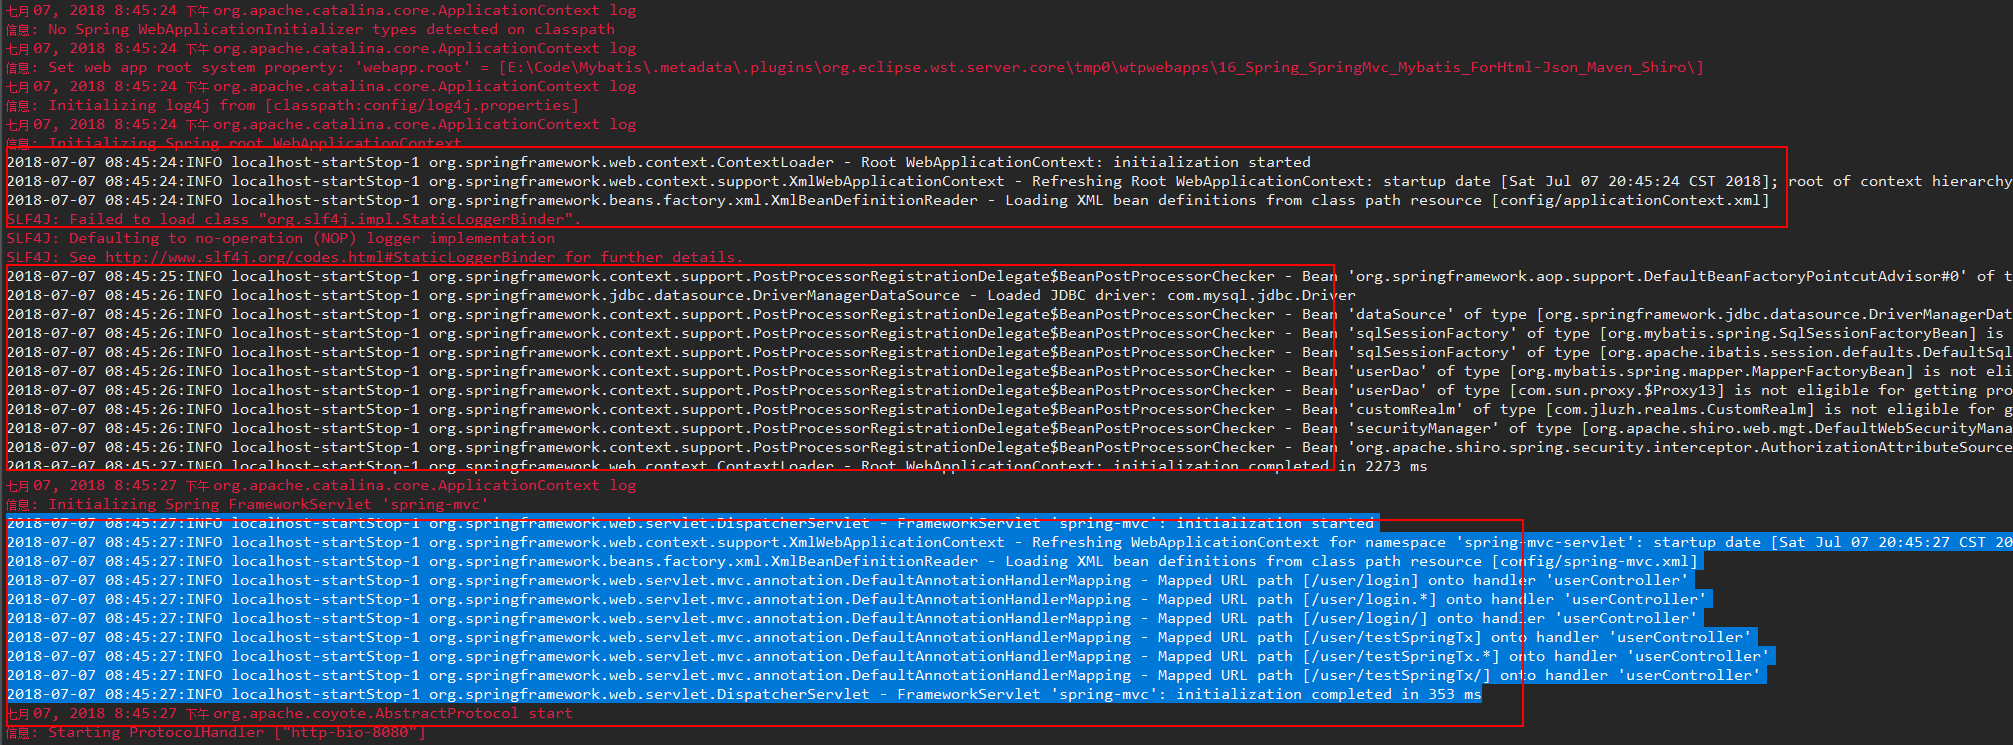 七月 07, 2018 8:45:24 下午 org.apache.catalina.core.ApplicationContext log
信息: No Spring WebApplicationInitializer types detected on classpath
七月 07, 2018 8:45:24 下午 org.apache.catalina.core.ApplicationContext log
信息: Set web app root system property: 'webapp.root' = [E:\Code\Mybatis\.metadata\.plugins\org.eclipse.wst.server.core\tmp0\wtpwebapps\16_Spring_SpringMvc_Mybatis_ForHtml-Json_Maven_Shiro\]
七月 07, 2018 8:45:24 下午 org.apache.catalina.core.ApplicationContext log
信息: Initializing log4j from [classpath:config/log4j.properties]
七月 07, 2018 8:45:24 下午 org.apache.catalina.core.ApplicationContext log
信息: Initializing Spring root WebApplicationContext
2018-07-07 08:45:24:INFO localhost-startStop-1 org.springframework.web.context.ContextLoader - Root WebApplicationContext: initialization started
2018-07-07 08:45:24:INFO localhost-startStop-1 org.springframework.web.context.support.XmlWebApplicationContext - Refreshing Root WebApplicationContext: startup date [Sat Jul 07 20:45:24 CST 2018]; root of context hierarchy
2018-07-07 08:45:24:INFO localhost-startStop-1 org.springframework.beans.factory.xml.XmlBeanDefinitionReader - Loading XML bean definitions from class path resource [config/applicationContext.xml]
SLF4J: Failed to load class "org.slf4j.impl.StaticLoggerBinder".
SLF4J: Defaulting to no-operation (NOP) logger implementation
SLF4J: See http://www.slf4j.org/codes.html#StaticLoggerBinder for further details.
2018-07-07 08:45:25:INFO localhost-startStop-1 org.springframework.context.support.PostProcessorRegistrationDelegate$BeanPostProcessorChecker - Bean 'org.springframework.aop.support.DefaultBeanFactoryPointcutAdvisor#0' of t
2018-07-07 08:45:26:INFO localhost-startStop-1 org.springframework.jdbc.datasource.DriverManagerDataSource - Loaded JDBC driver: com.mysql.jdbc.Driver
2018-07-07 08:45:26:INFO localhost-startStop-1 org.springframework.context.support.PostProcessorRegistrationDelegate$BeanPostProcessorChecker - Bean 'dataSource' of type [org.springframework.jdbc.datasource.DriverManagerDat
2018-07-07 08:45:26:INFO localhost-startStop-1 org.springframework.context.support.PostProcessorRegistrationDelegate$BeanPostProcessorChecker - Bean 'sqlSessionFactory' of type [org.mybatis.spring.SqlSessionFactoryBean] is
2018-07-07 08:45:26:INFO localhost-startStop-1 org.springframework.context.support.PostProcessorRegistrationDelegate$BeanPostProcessorChecker - Bean 'sqlSessionFactory' of type [org.apache.ibatis.session.defaults.DefaultSql
2018-07-07 08:45:26:INFO localhost-startStop-1 org.springframework.context.support.PostProcessorRegistrationDelegate$BeanPostProcessorChecker - Bean 'userDao' of type [org.mybatis.spring.mapper.MapperFactoryBean] is not eli
2018-07-07 08:45:26:INFO localhost-startStop-1 org.springframework.context.support.PostProcessorRegistrationDelegate$BeanPostProcessorChecker - Bean 'userDao' of type [com.sun.proxy.$Proxy13] is not eligible for getting pro
2018-07-07 08:45:26:INFO localhost-startStop-1 org.springframework.context.support.PostProcessorRegistrationDelegate$BeanPostProcessorChecker - Bean 'customRealm' of type [com.jluzh.realms.CustomRealm] is not eligible for g
2018-07-07 08:45:26:INFO localhost-startStop-1 org.springframework.context.support.PostProcessorRegistrationDelegate$BeanPostProcessorChecker - Bean 'securityManager' of type [org.apache.shiro.web.mgt.DefaultWebSecurityMana
2018-07-07 08:45:26:INFO localhost-startStop-1 org.springframework.context.support.PostProcessorRegistrationDelegate$BeanPostProcessorChecker - Bean 'org.apache.shiro.spring.security.interceptor.AuthorizationAttributeSource
2018-07-07 08:45:27:INFO localhost-startStop-1 org.springframework.web.context.ContextLoader - Root WebApplicationContext: initialization completed in 2273 ms
七月 07, 2018 8:45:27 下午 org.apache.catalina.core.ApplicationContext log
信息: Initializing Spring FrameworkServlet 'spring-mvc'
2018-07-07 08:45:27:INFO localhost-startStop-1 org.springframework.web.servlet.DispatcherServlet - FrameworkServlet 'spring-mvc': initialization started
2018-07-07 08:45:27:INFO localhost-startStop-1 org.springframework.web.context.support.XmlWebApplicationContext - Refreshing WebApplicationContext for namespace 'spring-mvc-servlet': startup date [Sat Jul 07 20:45:27 CST 20
2018-07-07 08:45:27:INFO localhost-startStop-1 org.springframework.beans.factory.xml.XmlBeanDefinitionReader - Loading XML bean definitions from class path resource [config/spring-mvc.xml]
2018-07-07 08:45:27:INFO localhost-startStop-1 org.springframework.web.servlet.mvc.annotation.DefaultAnnotationHandlerMapping - Mapped URL path [/user/login] onto handler 'userController'
2018-07-07 08:45:27:INFO localhost-startStop-1 org.springframework.web.servlet.mvc.annotation.DefaultAnnotationHandlerMapping - Mapped URL path [/user/login.*] onto handler 'userController'
2018-07-07 08:45:27:INFO localhost-startStop-1 org.springframework.web.servlet.mvc.annotation.DefaultAnnotationHandlerMapping - Mapped URL path [/user/login/] onto handler 'userController'
2018-07-07 08:45:27:INFO localhost-startStop-1 org.springframework.web.servlet.mvc.annotation.DefaultAnnotationHandlerMapping - Mapped URL path [/user/testSpringTx] onto handler 'userController'
2018-07-07 08:45:27:INFO localhost-startStop-1 org.springframework.web.servlet.mvc.annotation.DefaultAnnotationHandlerMapping - Mapped URL path [/user/testSpringTx.*] onto handler 'userController'
2018-07-07 08:45:27:INFO localhost-startStop-1 org.springframework.web.servlet.mvc.annotation.DefaultAnnotationHandlerMapping - Mapped URL path [/user/testSpringTx/] onto handler 'userController'
2018-07-07 08:45:27:INFO localhost-startStop-1 org.springframework.web.servlet.DispatcherServlet - FrameworkServlet 'spring-mvc': initialization completed in 353 ms
七月 07, 2018 8:45:27 下午 org.apache.coyote.AbstractProtocol start
信息: Starting ProtocolHandler ["http-bio-8080"]